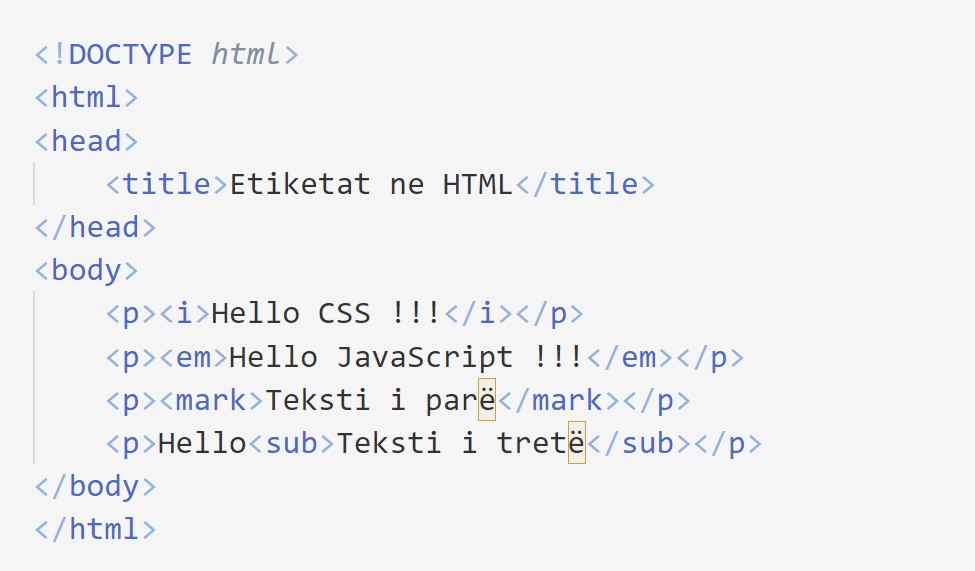 <!DOCTYPE html>
<html>
<head>
    <title>Etiketat ne HTML</title>
</head>
<body>
    <p><i>Hello CSS !!!</i></p>
    <p><em>Hello JavaScript !!!</em></p>
    <p><mark>Teksti i parë</mark></p>
    <p>Hello<sub>Teksti i tretë</sub></p>
</body>
</html>